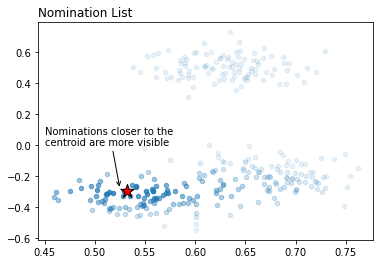 Nomination List
0.6
0.4
0.2
0.0
−0.2
−0.4
−0.6
Nominations closer to the
centroid are more visible
0.45 0.50 0.55 0.60 0.65 0.70 0.75